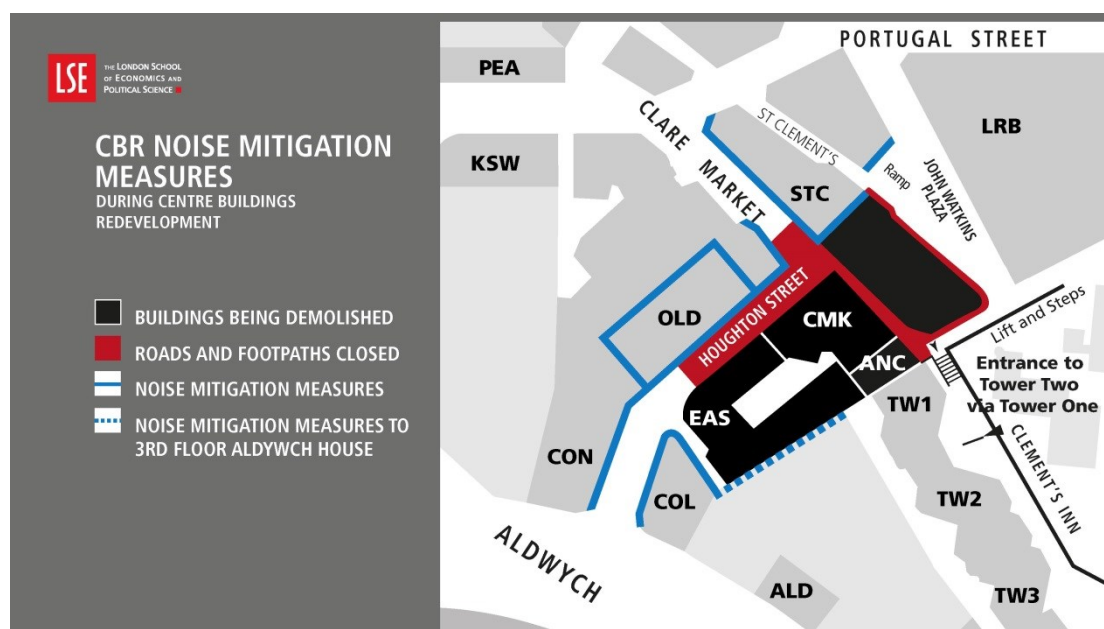 LSE
THE LONDON SCHOOL
OF ECONOMICS AND
POLITICAL SCIENCE
CBR NOISE MITIGATION
MEASURES
DURING CENTRE BUILDINGS
REDEVELOPMENT
BUILDINGS BEING DEMOLISHED
ROADS AND FOOTPATHS CLOSED
NOISE MITIGATION MEASURES
NOISE MITIGATION MEASURES TO
3RD FLOOR ALDYWCH HOUSE
PORTUGAL STREET
PEA
CLARE MARKET
ST CLEMENT'S
LRB
KSW
STC
Ramp
JOHN WATKINS
PLAZA
OLD
HOUGHTON STREET
CMK
Lift and Steps
ANC
Entrance to
Tower Two
via Tower One
TW1
EAS
CLEMENT'S INN
CON
COL
TW2
ALDWYCH
ALD
TW3